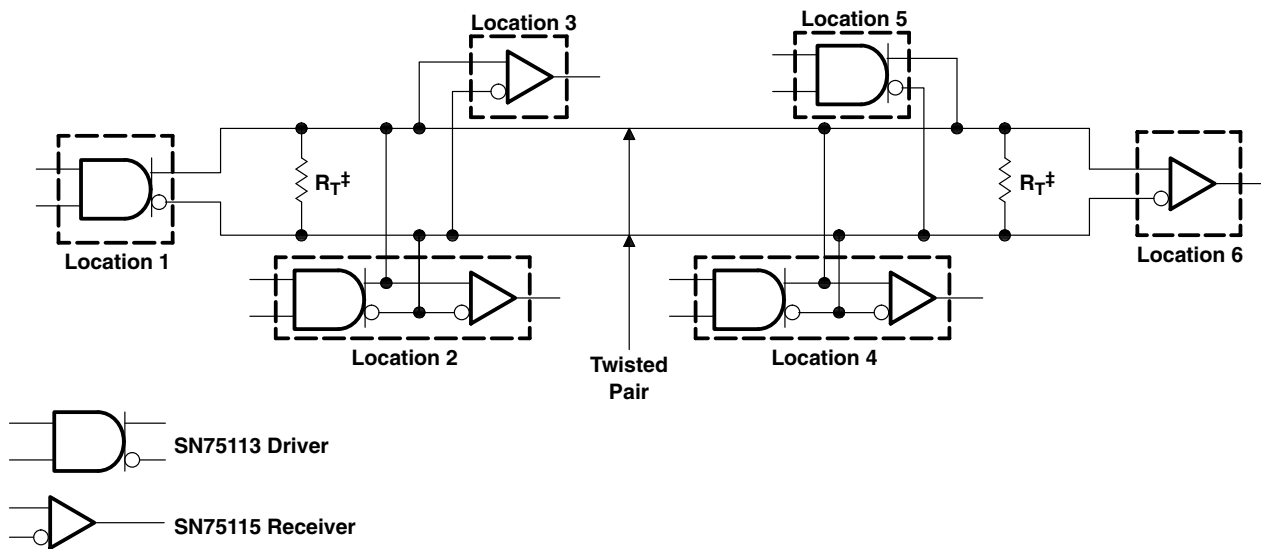 Location 3
Location 5
R_T‡
R_T‡
Location 1
Location 6
Location 2
Location 4
Twisted
Pair
SN75113 Driver
SN75115 Receiver